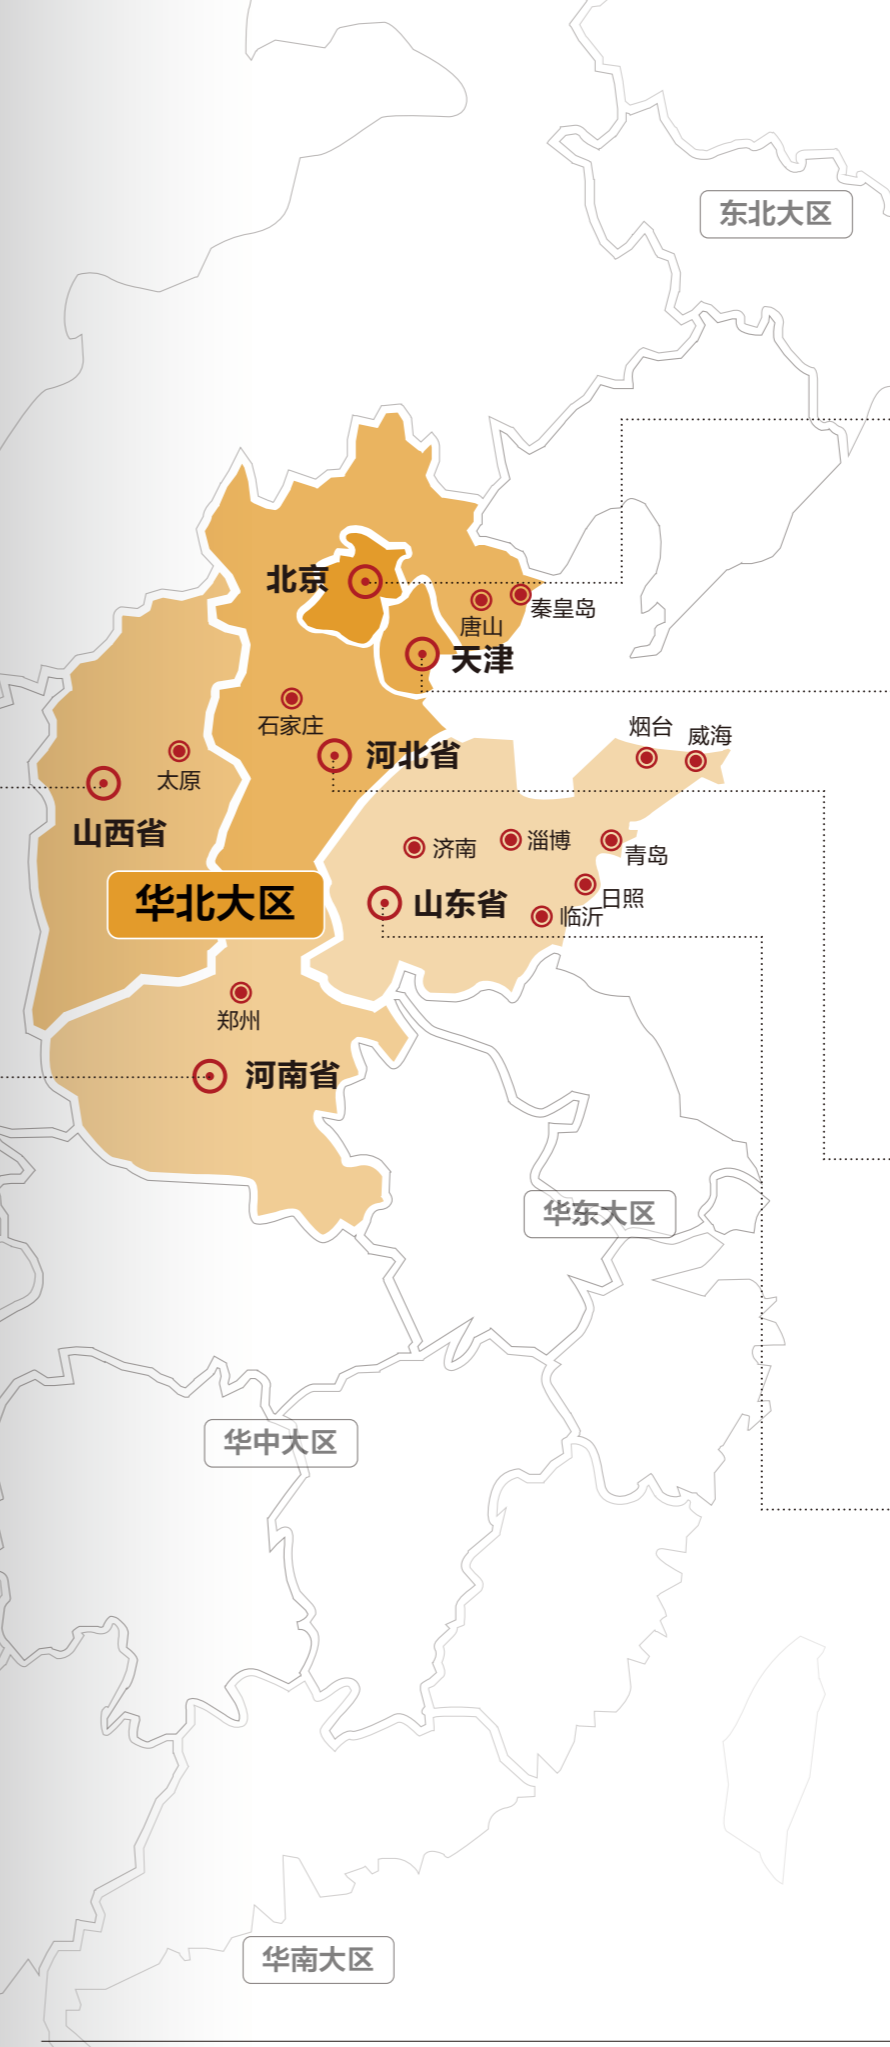 东北大区
北京
秦皇岛
唐山
天津
石家庄
烟台
威海
河北省
太原
山西省
济南
淄博
青岛
华北大区
山东省
日照
临沂
郑州
河南省
华东大区
华中大区
华南大区